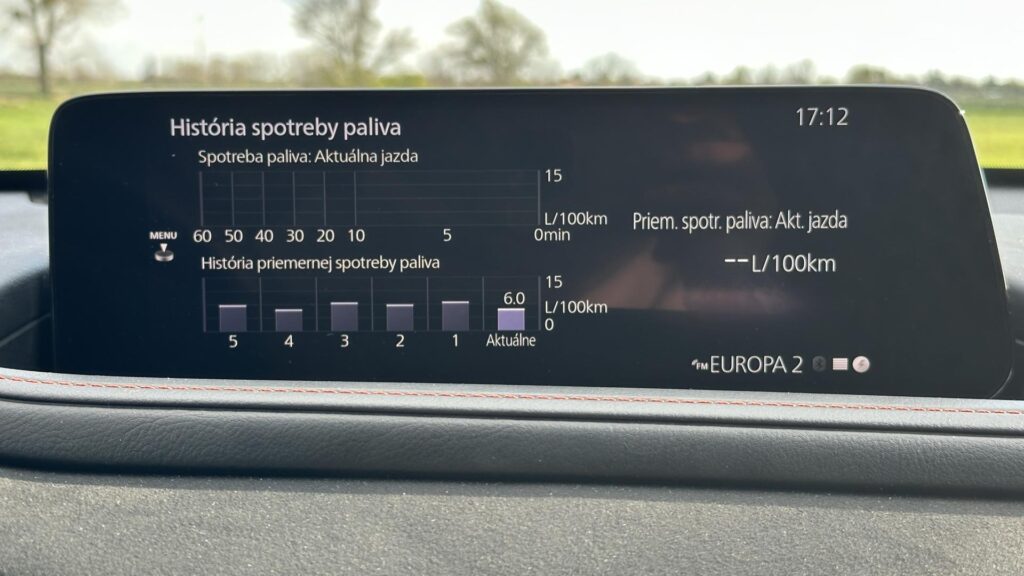 17:12
História spotreby paliva
Spotreba paliva: Aktuálna jazda
15
L/100km
MENU
60 50 40 30 20 10 5 0min
Priem. spotr. paliva: Akt. jazda
--L/100km
História priemernej spotreby paliva
15
6.0
L/100km
0
5 4 3 2 1 Aktuálne
FM EUROPA 2